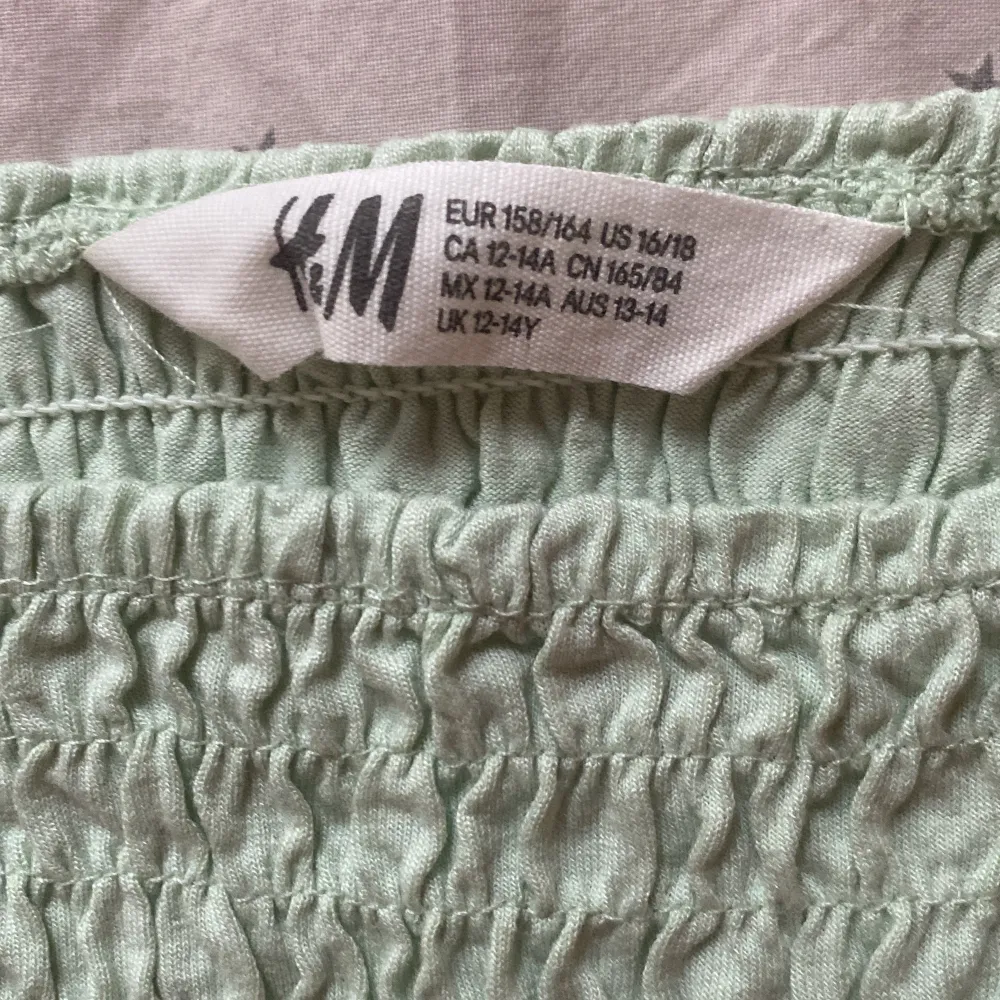 H&M
EUR 158/164 US 16/18
CA 12-14A CN 165/84
MX 12-14A AUS 13-14
UK 12-14Y